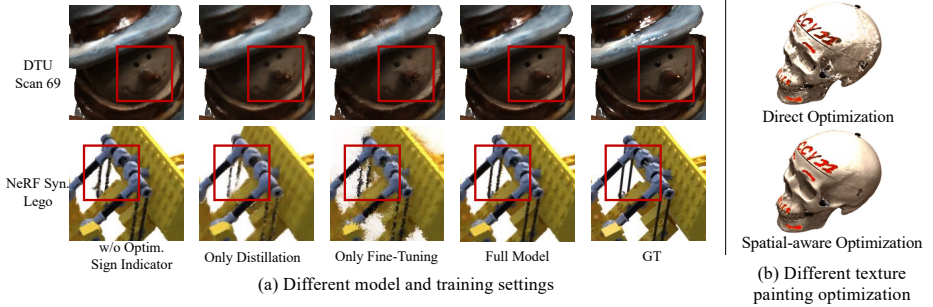 DTU
Scan 69
NeRF Syn.
Lego
w/o Optim.
Sign Indicator
Only Distillation
Only Fine-Tuning
Full Model
GT
(a) Different model and training settings
Direct Optimization
Spatial-aware Optimization
(b) Different texture
painting optimization